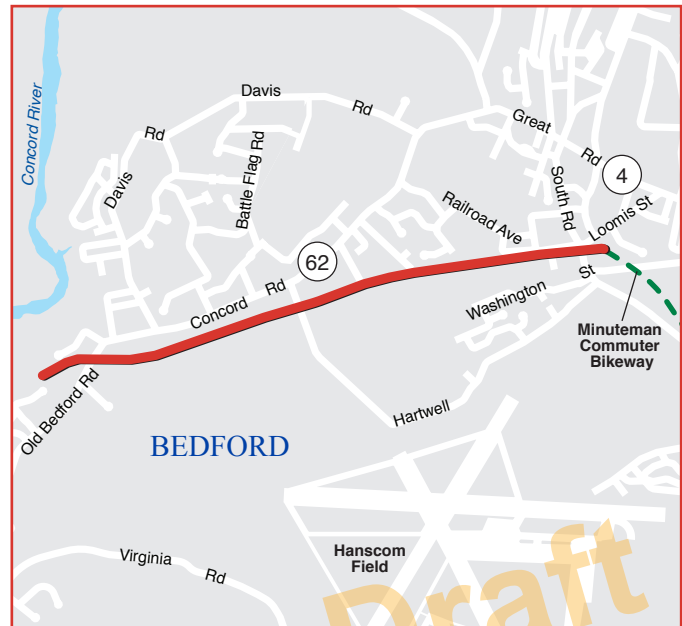 Concord River
Davis
Rd
Rd
Davis
Battle Flag Rd
Great
Rd
4
South Rd
Loomis St
Railroad Ave
62
Concord
Rd
Washington
St
Minuteman
Commuter
Bikeway
Old Bedford Rd
Hartwell
BEDFORD
Hanscom
Field
Virginia
Rd
Draft